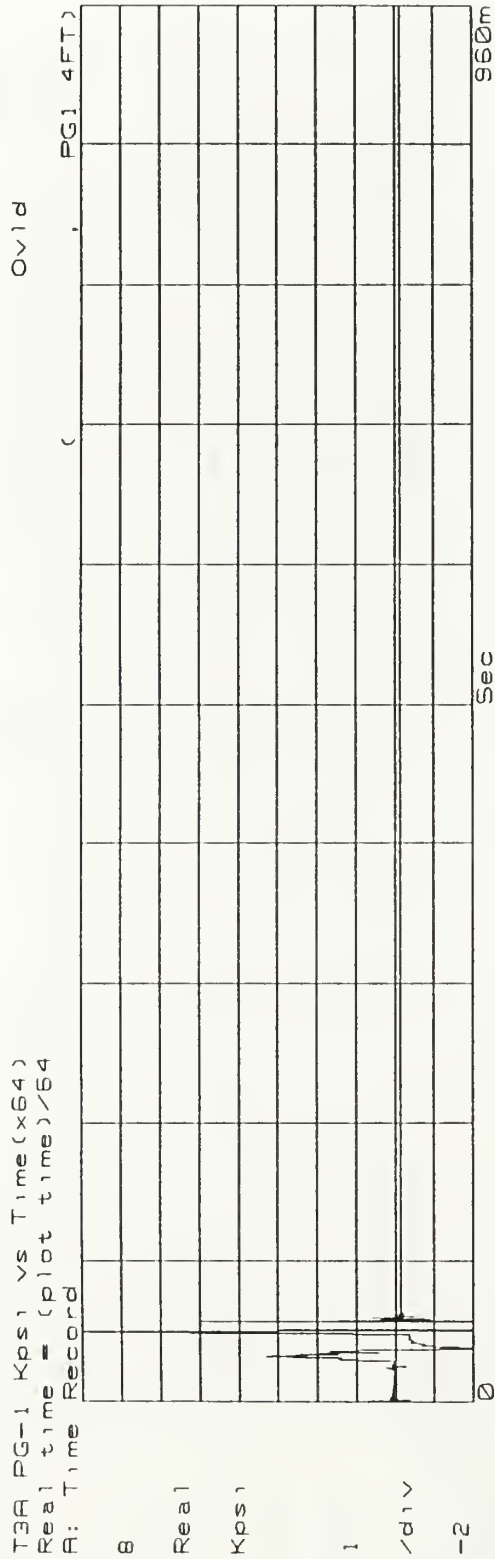 T3A PG-1 Kpsi vs Time(x64)
Real time = (plot time)/64
A: Time Record
Ovld
( , PG1 4FT)
8
Real
Kpsi
1
/div
-2
0
Sec
960m